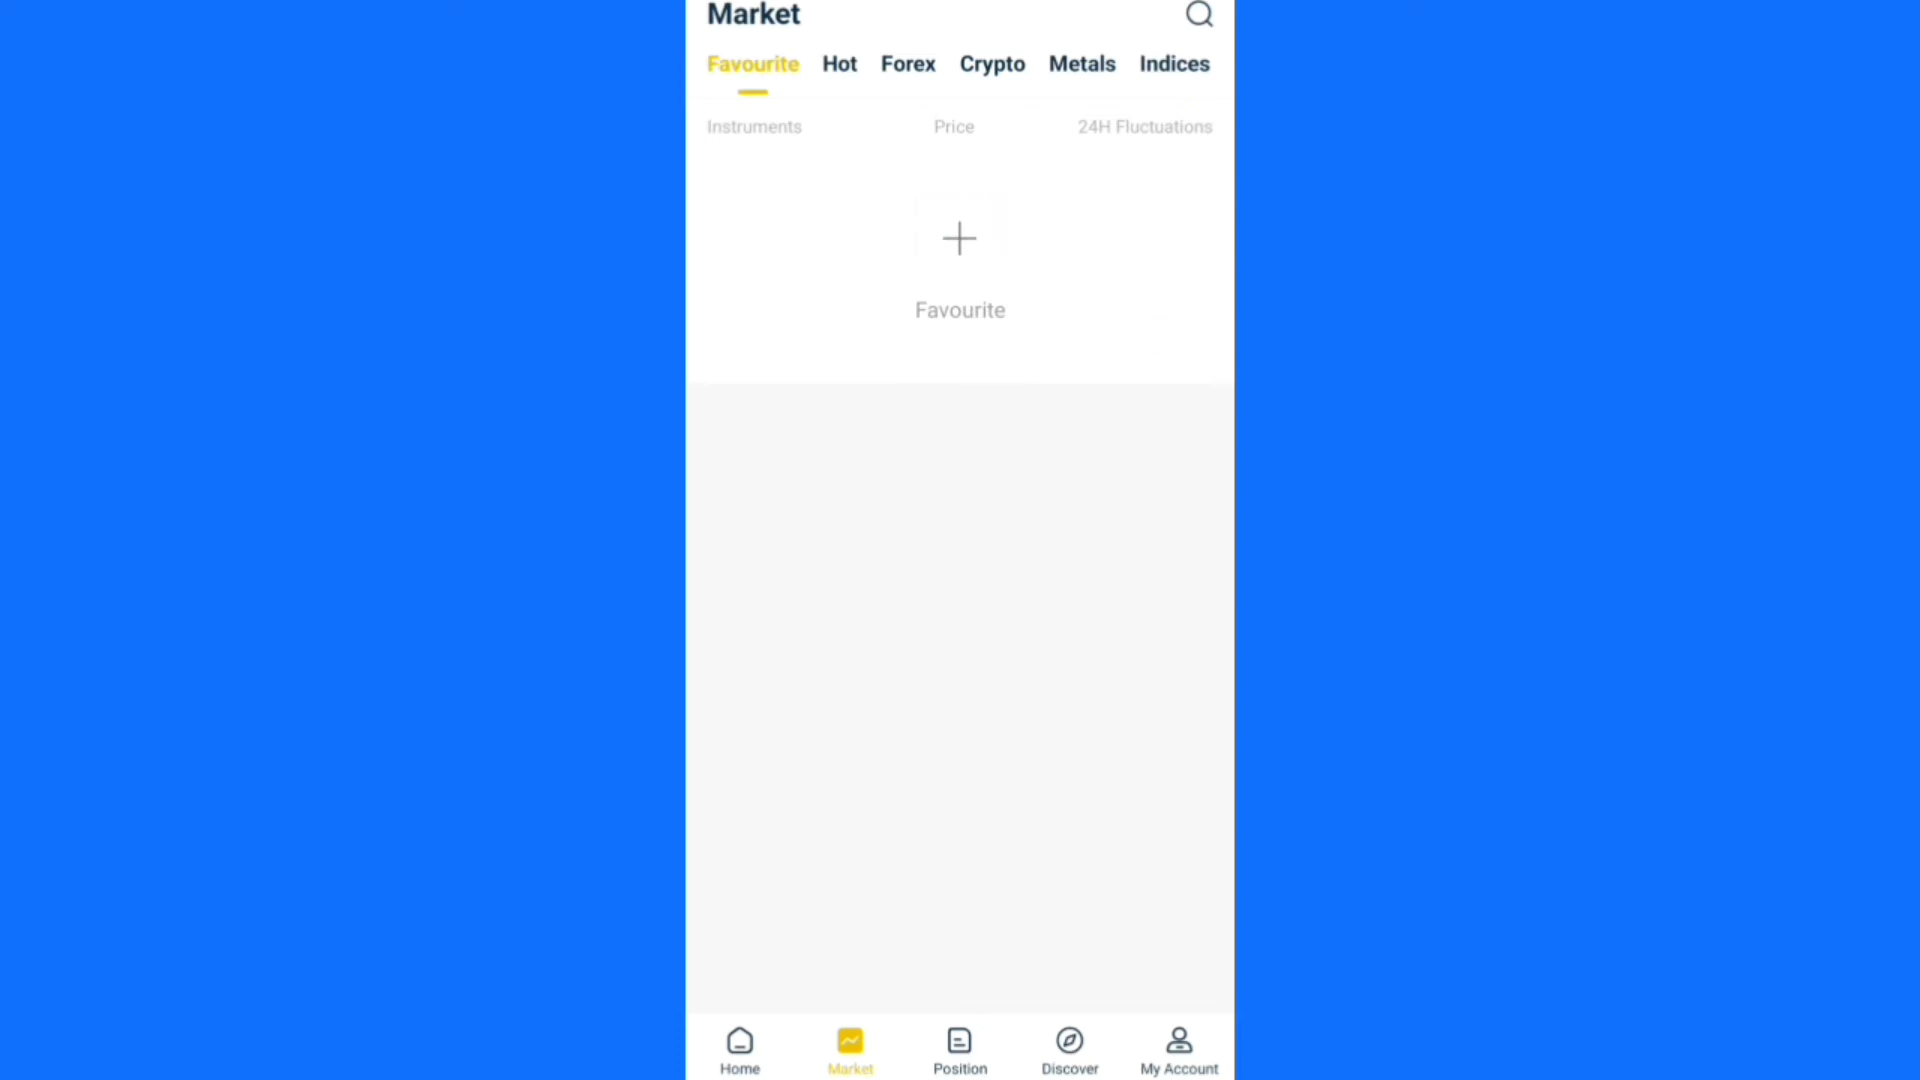 Market
Favourite Hot Forex Crypto Metals Indices
Instruments Price 24H Fluctuations
Favourite
Home Market Position Discover My Account